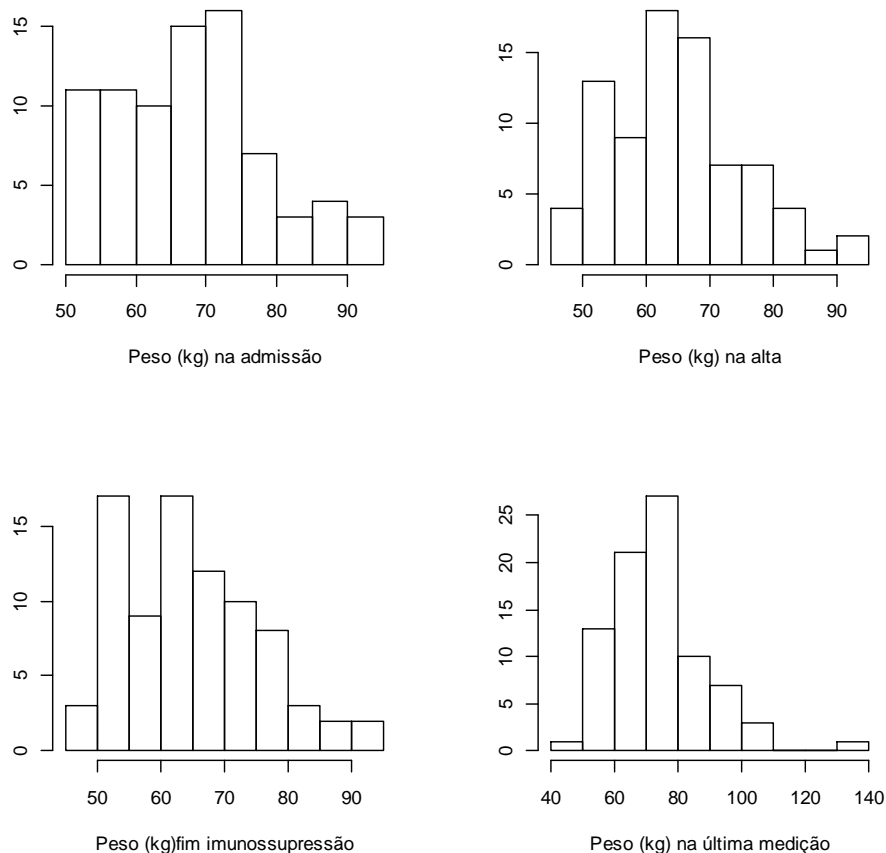 15
10
5
0
50 60 70 80 90
Peso (kg) na admissão
15
10
5
0
50 60 70 80 90
Peso (kg) na alta
15
10
5
0
50 60 70 80 90
Peso (kg)fim imunossupressão
25
20
15
10
5
0
40 60 80 100 120 140
Peso (kg) na última medição